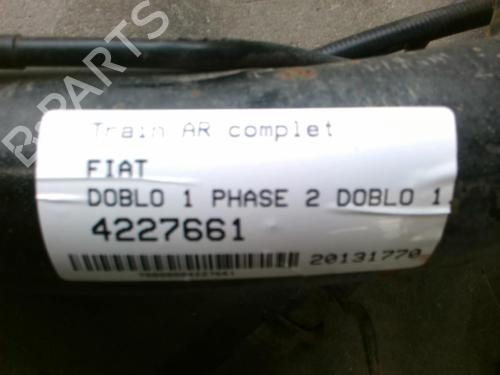 B-PARTS
Train AR complet
FIAT
DOBLO 1 PHASE 2 DOBLO 1
4227661
20131770